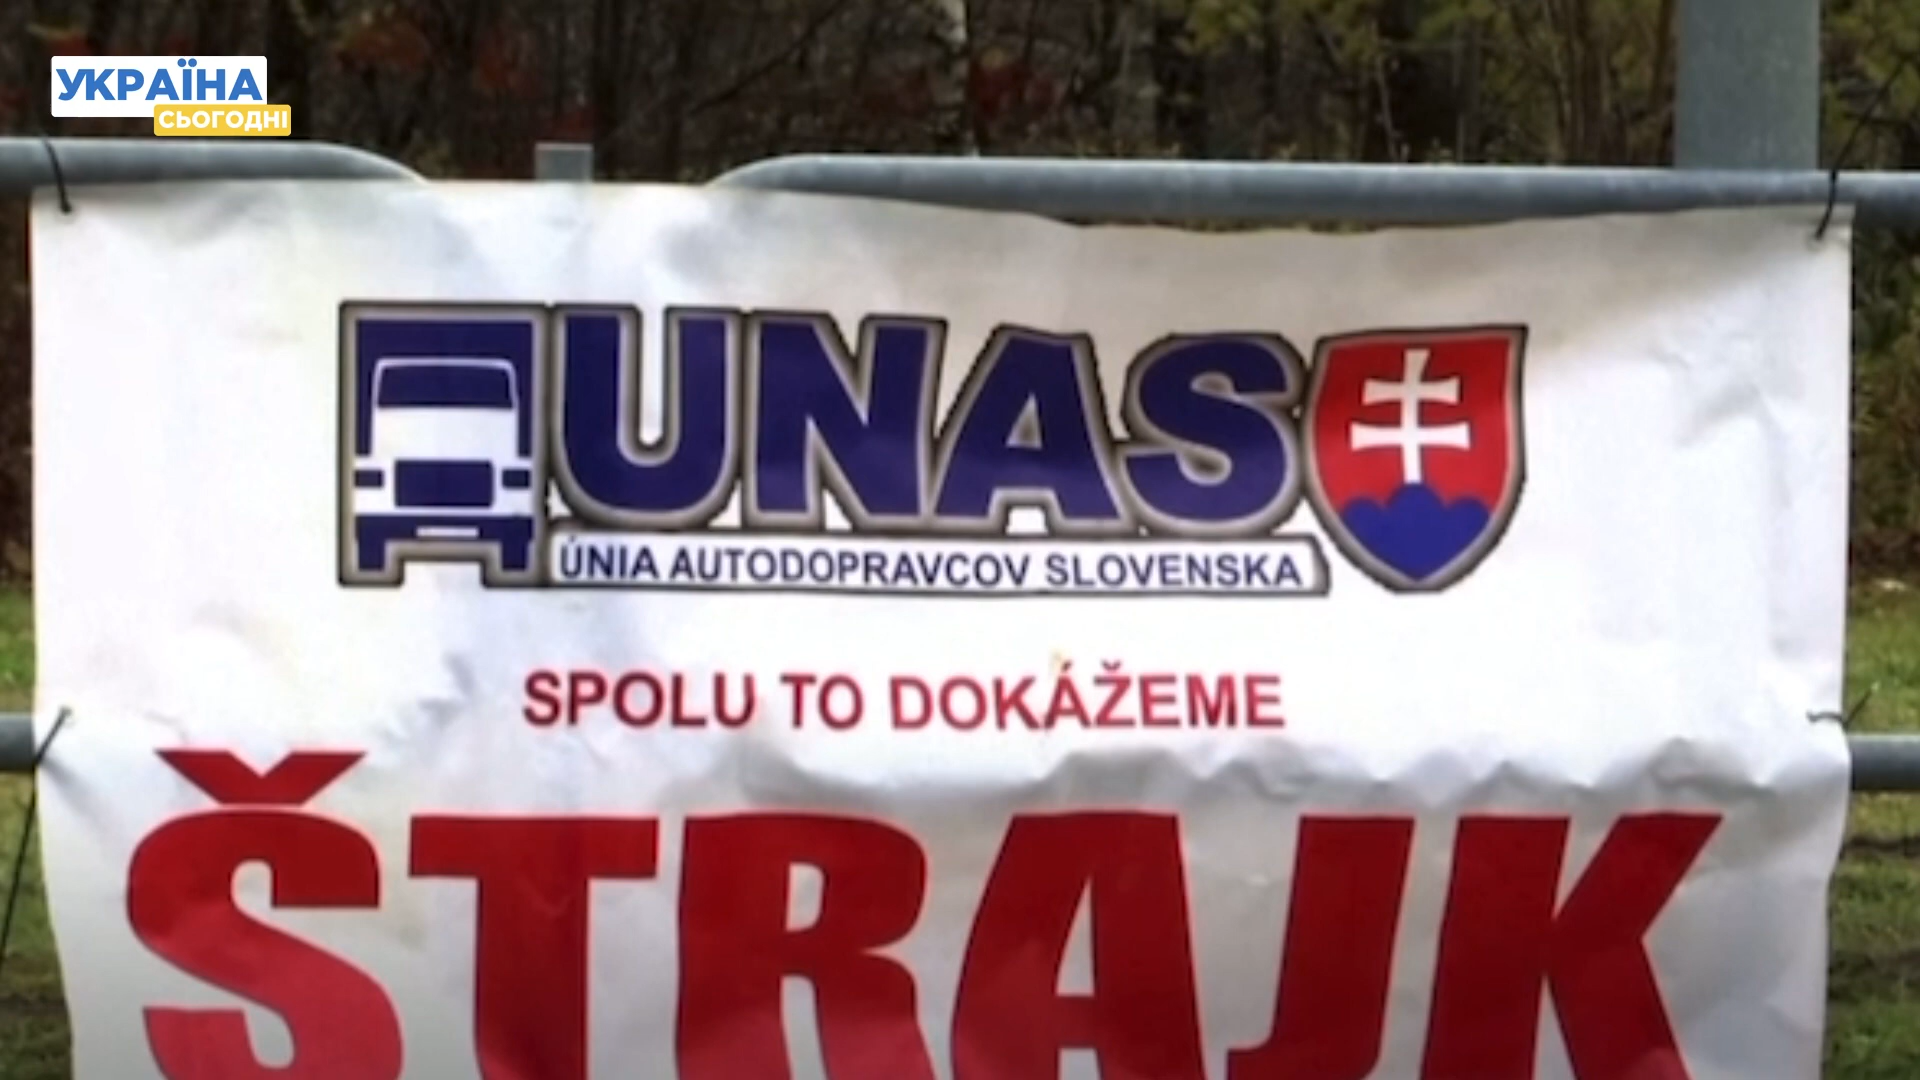 УКРАЇНА
СЬОГОДНІ
UNAS
ÚNIA AUTODOPRAVCOV SLOVENSKA
SPOLU TO DOKÁŽEME
ŠTRAJK